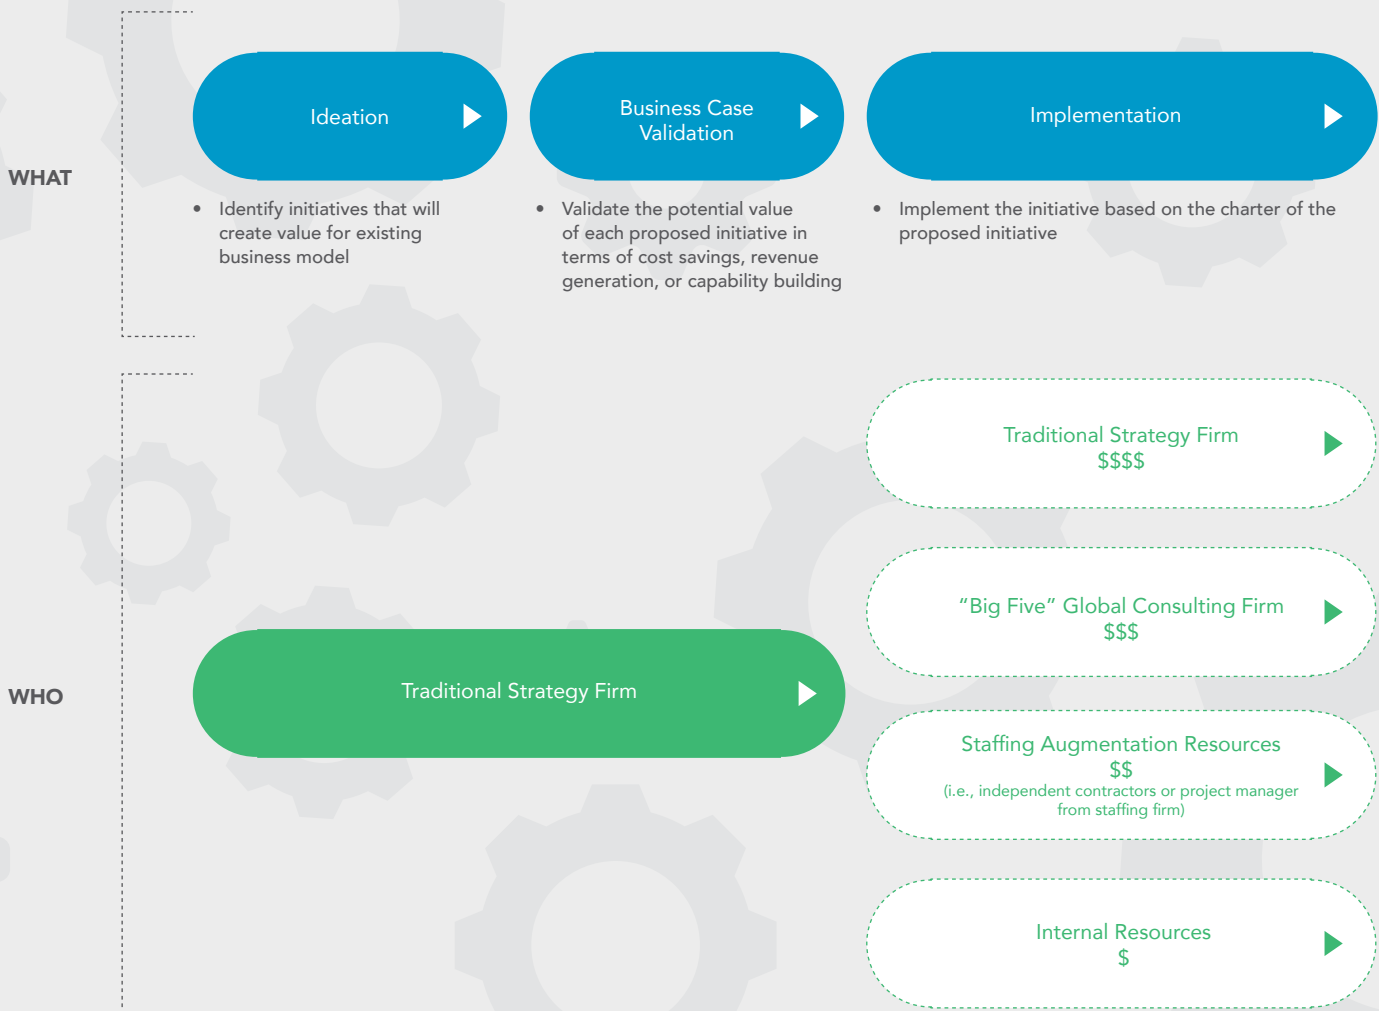 WHAT
Ideation
Business Case
Validation
Implementation
• Identify initiatives that will
create value for existing
business model
• Validate the potential value
of each proposed initiative in
terms of cost savings, revenue
generation, or capability building
• Implement the initiative based on the charter of the
proposed initiative
WHO
Traditional Strategy Firm
Traditional Strategy Firm
$$$$
“Big Five” Global Consulting Firm
$$$
Staffing Augmentation Resources
$$
(i.e., independent contractors or project manager
from staffing firm)
Internal Resources
$